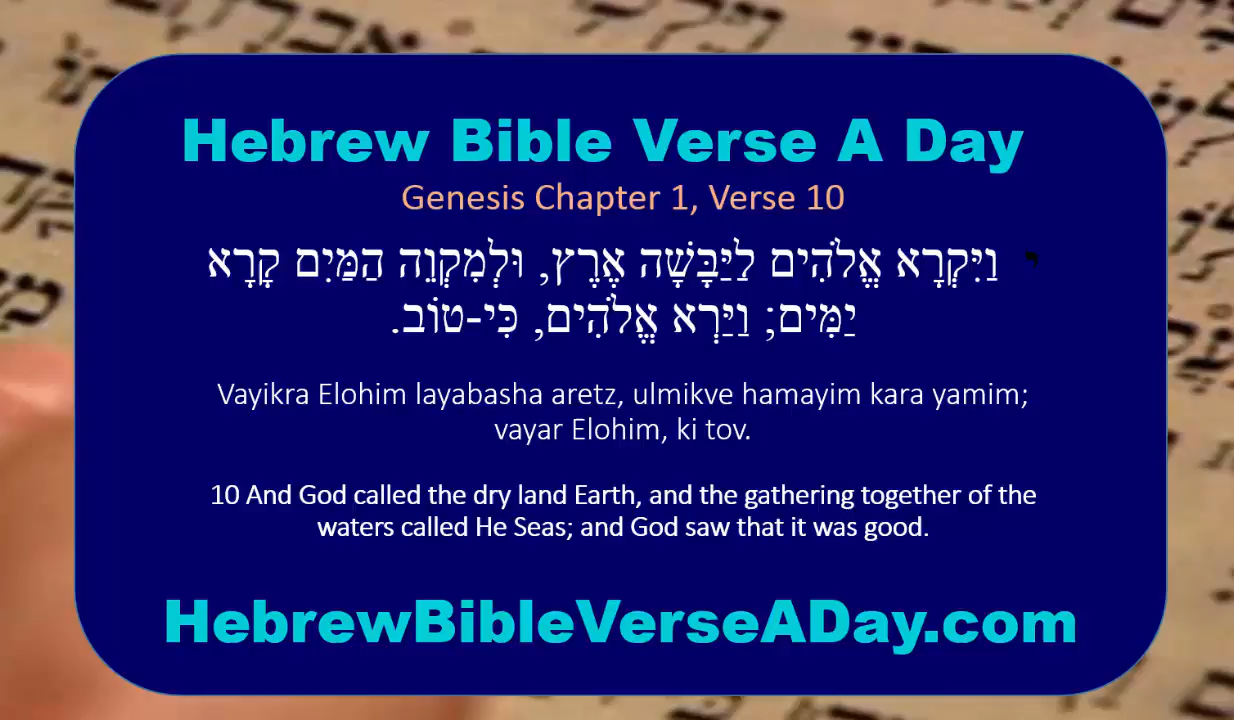 Hebrew Bible Verse A Day
Genesis Chapter 1, Verse 10
י וַיִּקְרָא אֱלֹהִים לַיַּבָּשָׁה אֶרֶץ, וּלְמִקְוֵה הַמַּיִם קָרָא
יַמִּים; וַיַּרְא אֱלֹהִים, כִּי-טוֹב.
Vayikra Elohim layabasha aretz, ulmikve hamayim kara yamim;
vayar Elohim, ki tov.
10 And God called the dry land Earth, and the gathering together of the
waters called He Seas; and God saw that it was good.
HebrewBibleVerseADay.com